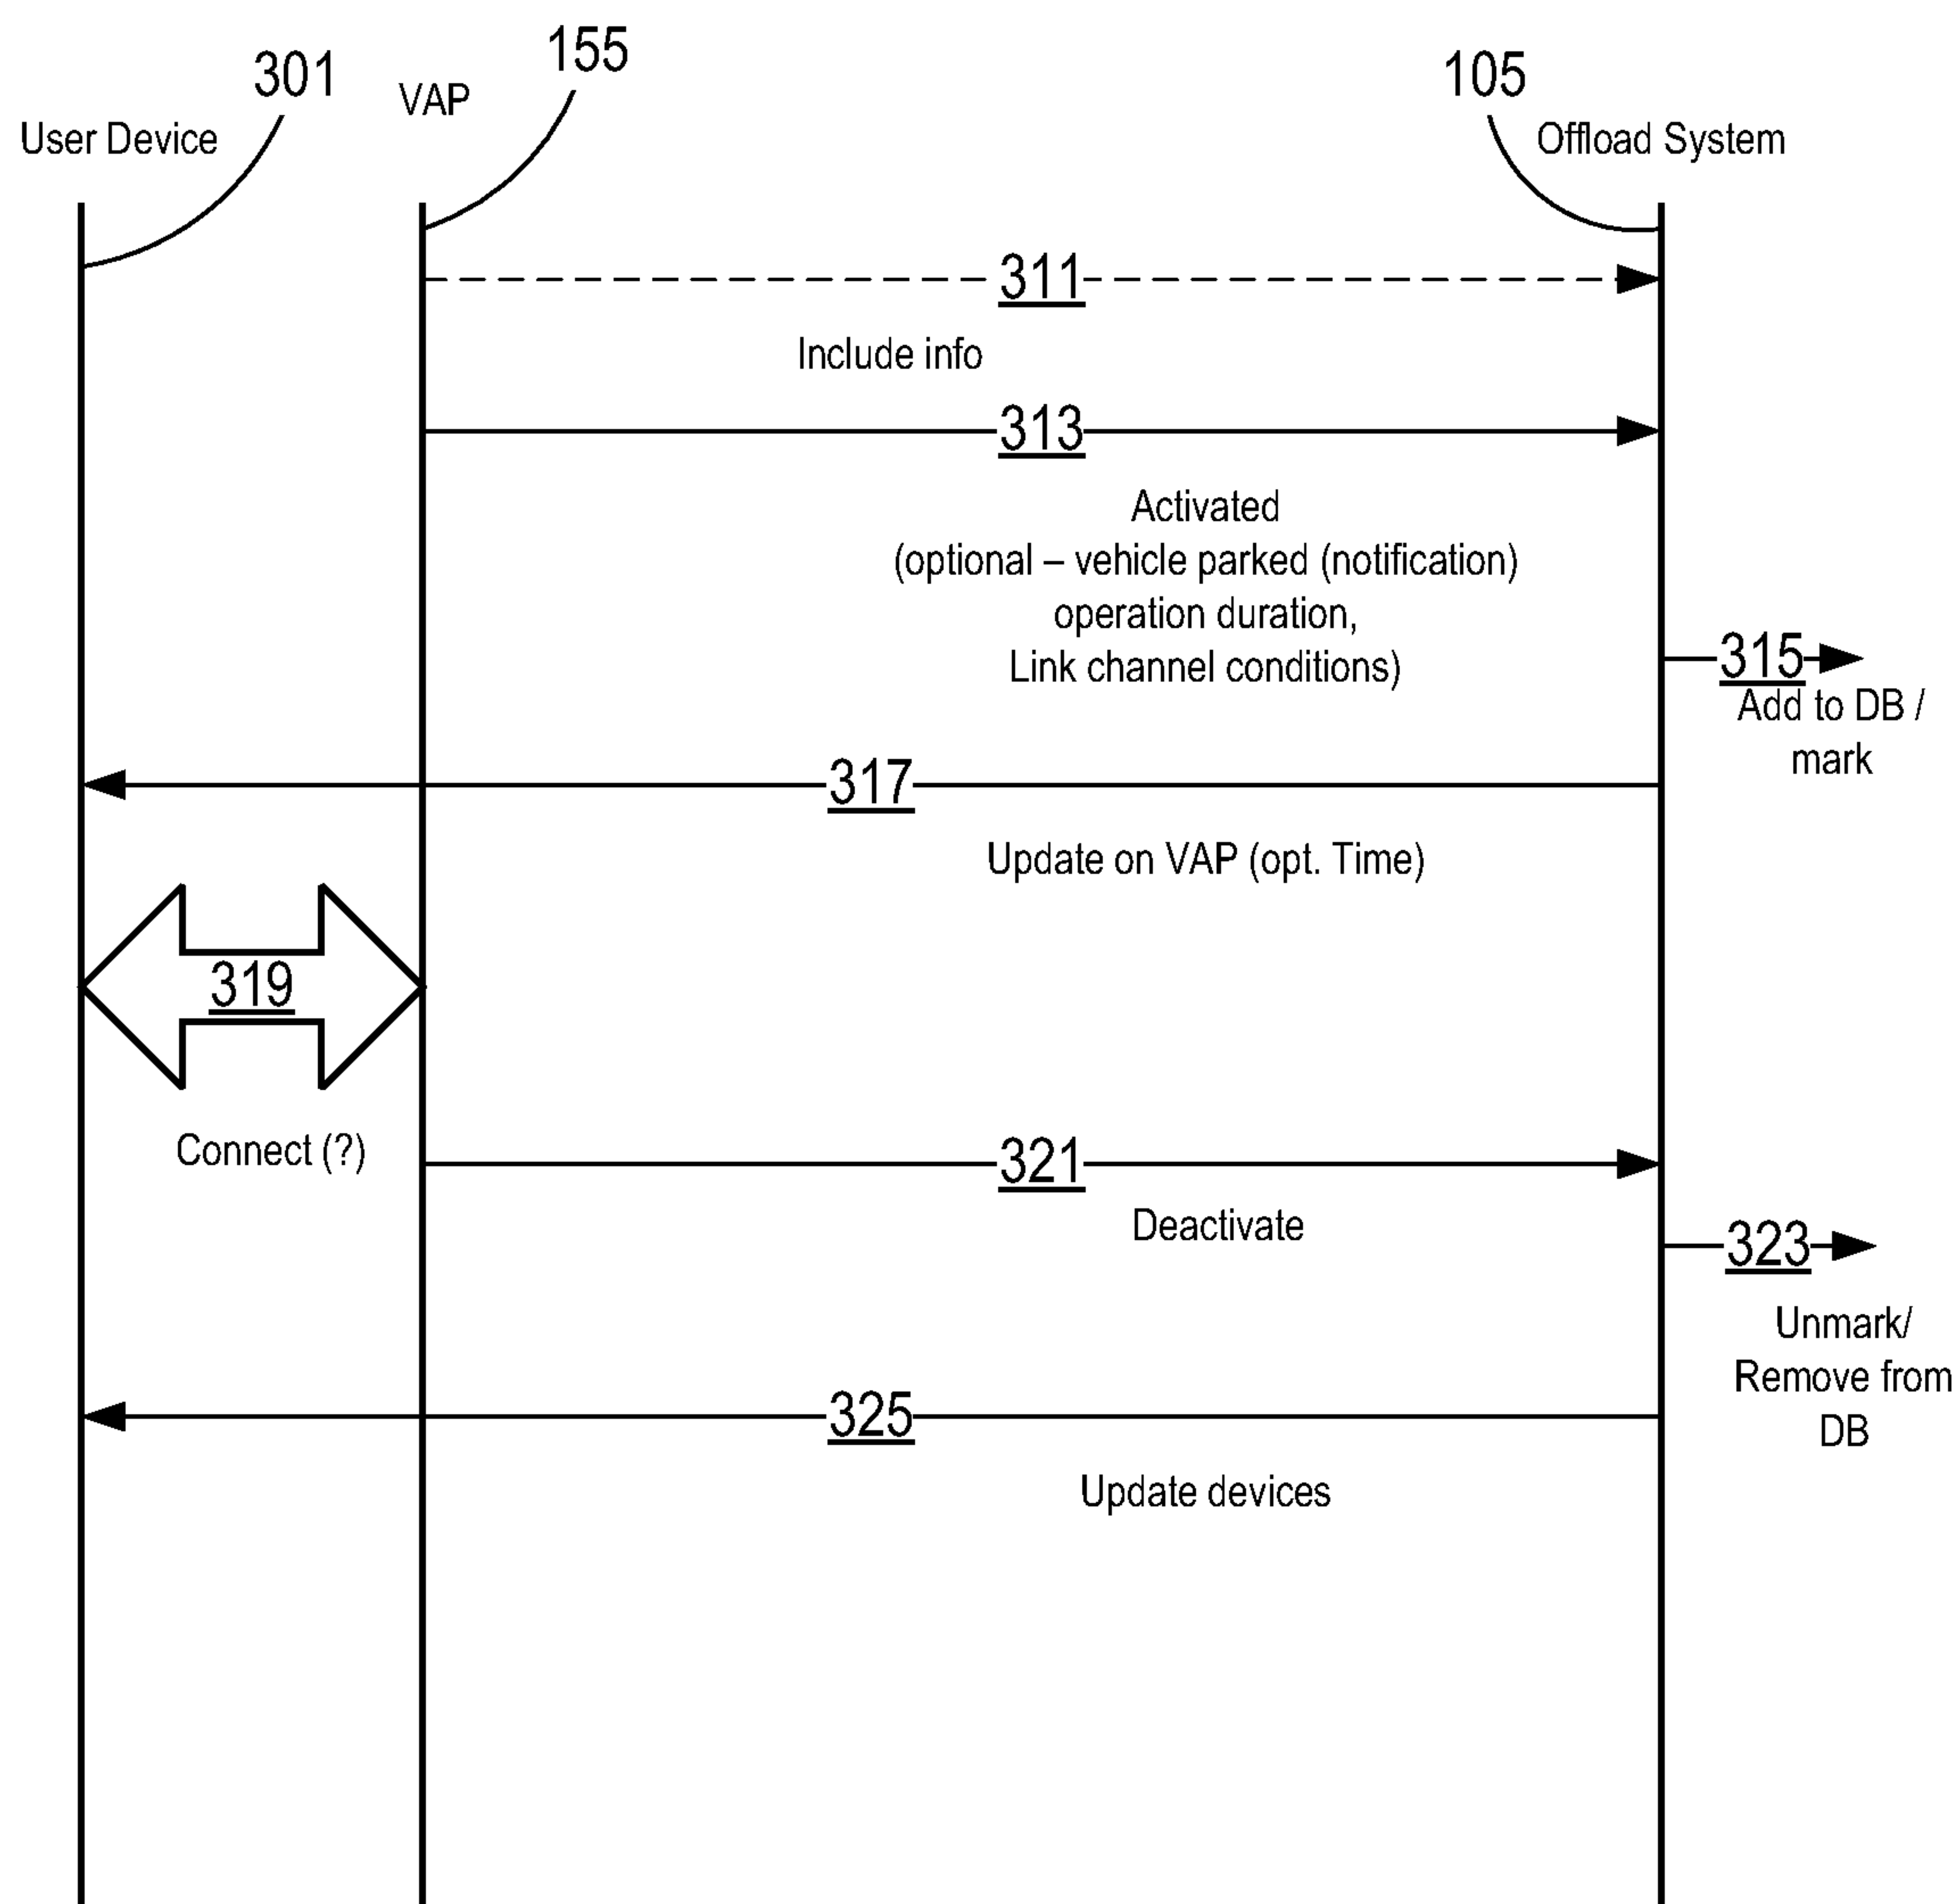 301
VAP
155
105
User Device
Offload System
311
Include info
313
Activated
(optional – vehicle parked (notification)
operation duration,
Link channel conditions)
315
Add to DB /
mark
317
Update on VAP (opt. Time)
319
Connect (?)
321
Deactivate
323
Unmark/
Remove from
DB
325
Update devices